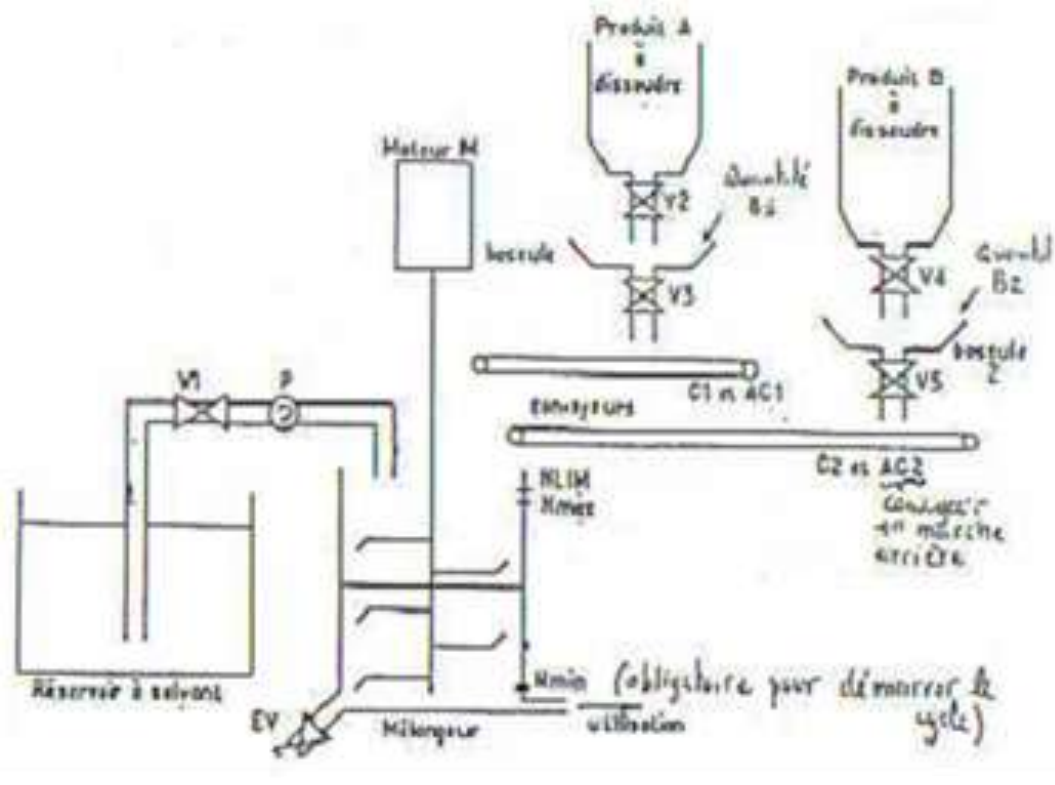 Produit A
à
dissoudre
Produit B
à
dissoudre
Moteur M
V2
Quantité
bascule
V3
V4
B2
bascule
2
V5
V1
P
C1 et AC1
convoyeurs
C2 et AC2
convoyeur
en marche
arrière
NLIM
Nmax
Réservoir à solvant
EV
Mélangeur
Nmin (obligatoire pour démarrer le
cycle)
utilisation